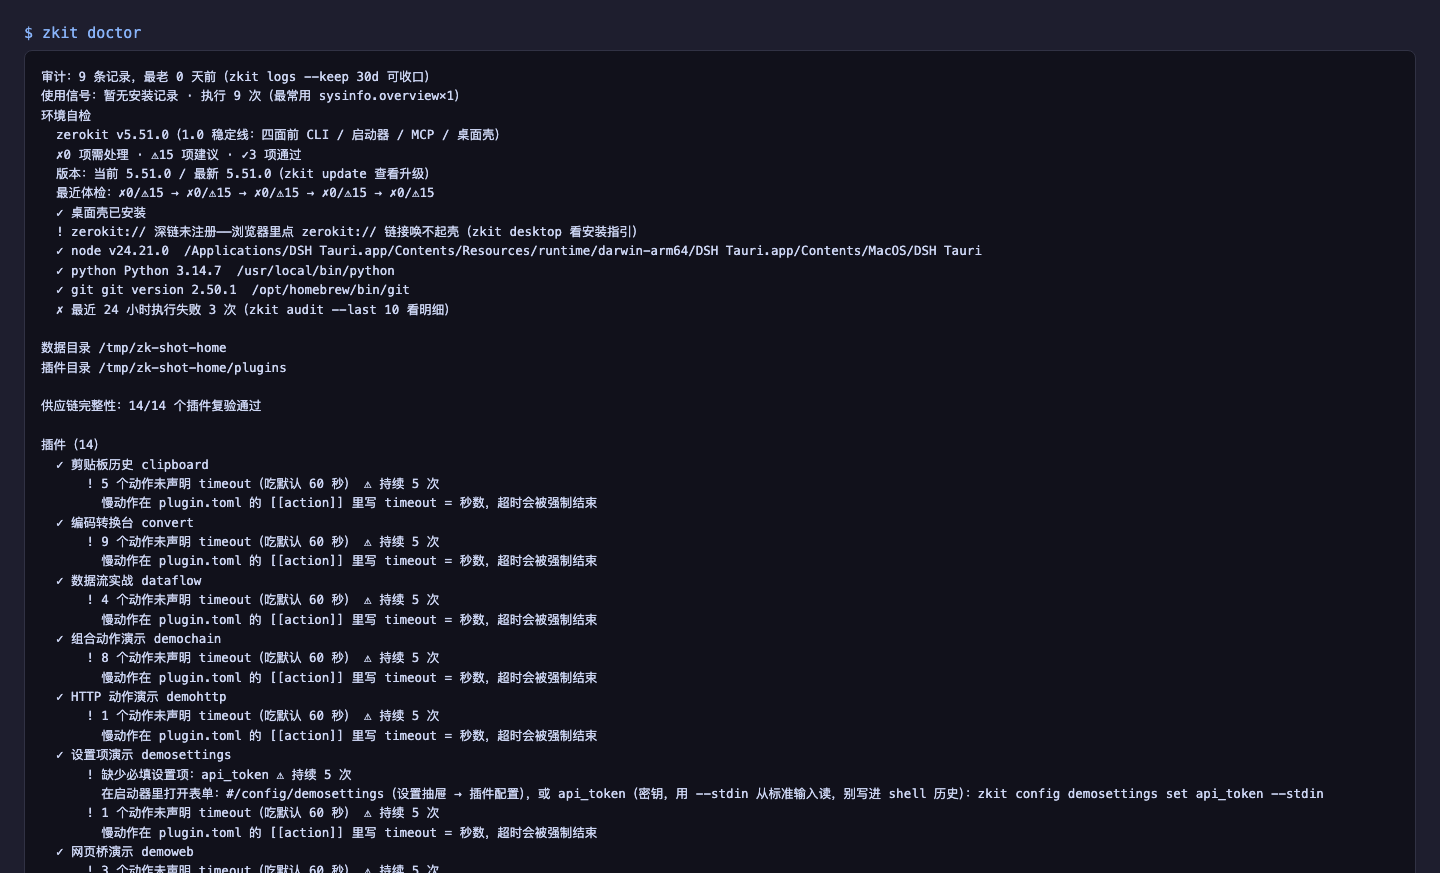 $ zkit doctor
审计: 9 条记录, 最老 0 天前 (zkit logs --keep 30d 可收口)
使用信号: 暂无安装记录 · 执行 9 次 (最常用 sysinfo.overview×1)
环境自检
zerokit v5.51.0 (1.0 稳定线: 四面前 CLI / 启动器 / MCP / 桌面壳)
✗0 项需处理 · ⚠15 项建议 · ✓3 项通过
版本: 当前 5.51.0 / 最新 5.51.0 (zkit update 查看升级)
最近体检: ✗0/⚠15 → ✗0/⚠15 → ✗0/⚠15 → ✗0/⚠15 → ✗0/⚠15
✓ 桌面壳已安装
! zerokit:// 深链未注册——浏览器里点 zerokit:// 链接唤不起壳 (zkit desktop 看安装指引)
✓ node v24.21.0  /Applications/DSH Tauri.app/Contents/Resources/runtime/darwin-arm64/DSH Tauri.app/Contents/MacOS/DSH Tauri
✓ python Python 3.14.7  /usr/local/bin/python
✓ git git version 2.50.1  /opt/homebrew/bin/git
✗ 最近 24 小时执行失败 3 次 (zkit audit --last 10 看明细)
数据目录 /tmp/zk-shot-home
插件目录 /tmp/zk-shot-home/plugins
供应链完整性: 14/14 个插件复验通过
插件 (14)
✓ 剪贴板历史 clipboard
! 5 个动作未声明 timeout (吃默认 60 秒) ⚠ 持续 5 次
慢动作在 plugin.toml 的 [[action]] 里写 timeout = 秒数, 超时会被强制结束
✓ 编码转换台 convert
! 9 个动作未声明 timeout (吃默认 60 秒) ⚠ 持续 5 次
慢动作在 plugin.toml 的 [[action]] 里写 timeout = 秒数, 超时会被强制结束
✓ 数据流实战 dataflow
! 4 个动作未声明 timeout (吃默认 60 秒) ⚠ 持续 5 次
慢动作在 plugin.toml 的 [[action]] 里写 timeout = 秒数, 超时会被强制结束
✓ 组合动作演示 demochain
! 8 个动作未声明 timeout (吃默认 60 秒) ⚠ 持续 5 次
慢动作在 plugin.toml 的 [[action]] 里写 timeout = 秒数, 超时会被强制结束
✓ HTTP 动作演示 demohttp
! 1 个动作未声明 timeout (吃默认 60 秒) ⚠ 持续 5 次
慢动作在 plugin.toml 的 [[action]] 里写 timeout = 秒数, 超时会被强制结束
✓ 设置项演示 demosettings
! 缺少必填设置项: api_token ⚠ 持续 5 次
在启动器里打开表单: #/config/demosettings (设置抽屉 → 插件配置), 或 api_token (密钥, 用 --stdin 从标准输入读, 别写进 shell 历史): zkit config demosettings set api_token --stdin
! 1 个动作未声明 timeout (吃默认 60 秒) ⚠ 持续 5 次
慢动作在 plugin.toml 的 [[action]] 里写 timeout = 秒数, 超时会被强制结束
✓ 网页桥演示 demoweb
! 3 个动作未声明 timeout (吃默认 60 秒) ⚠ 持续 5 次